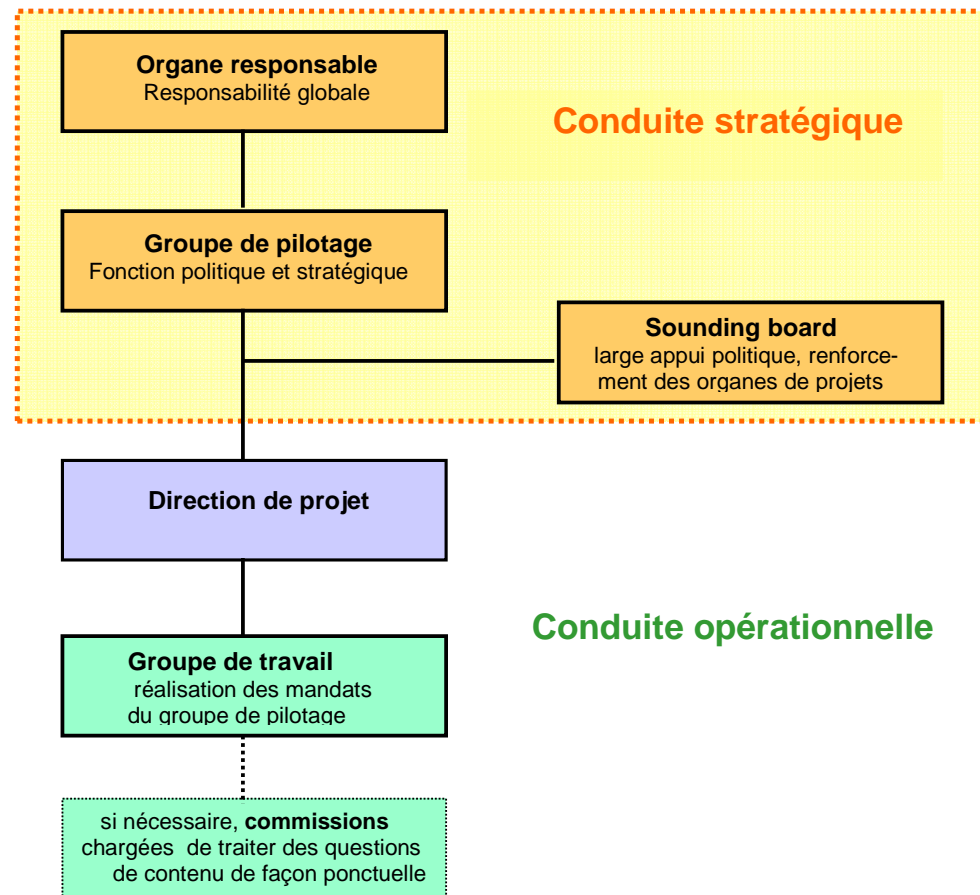 Organe responsable
Responsabilité globale
Conduite stratégique
Groupe de pilotage
Fonction politique et stratégique
Sounding board
large appui politique, renforce-
ment des organes de projets
Direction de projet
Conduite opérationnelle
Groupe de travail
réalisation des mandats
du groupe de pilotage
si nécessaire, commissions
chargées de traiter des questions
de contenu de façon ponctuelle